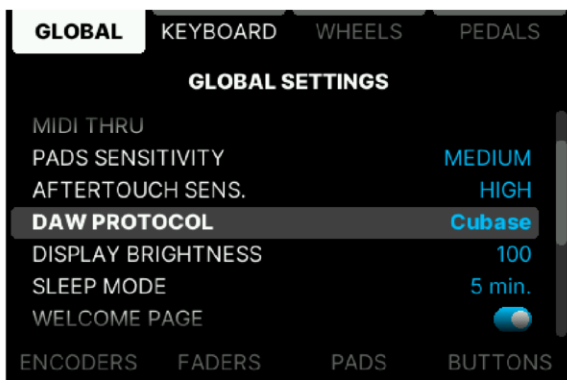 GLOBAL KEYBOARD WHEELS PEDALS
GLOBAL SETTINGS
MIDI THRU
PADS SENSITIVITY MEDIUM
AFTERTOUCH SENS. HIGH
DAW PROTOCOL Cubase
DISPLAY BRIGHTNESS 100
SLEEP MODE 5 min.
WELCOME PAGE
ENCODERS FADERS PADS BUTTONS